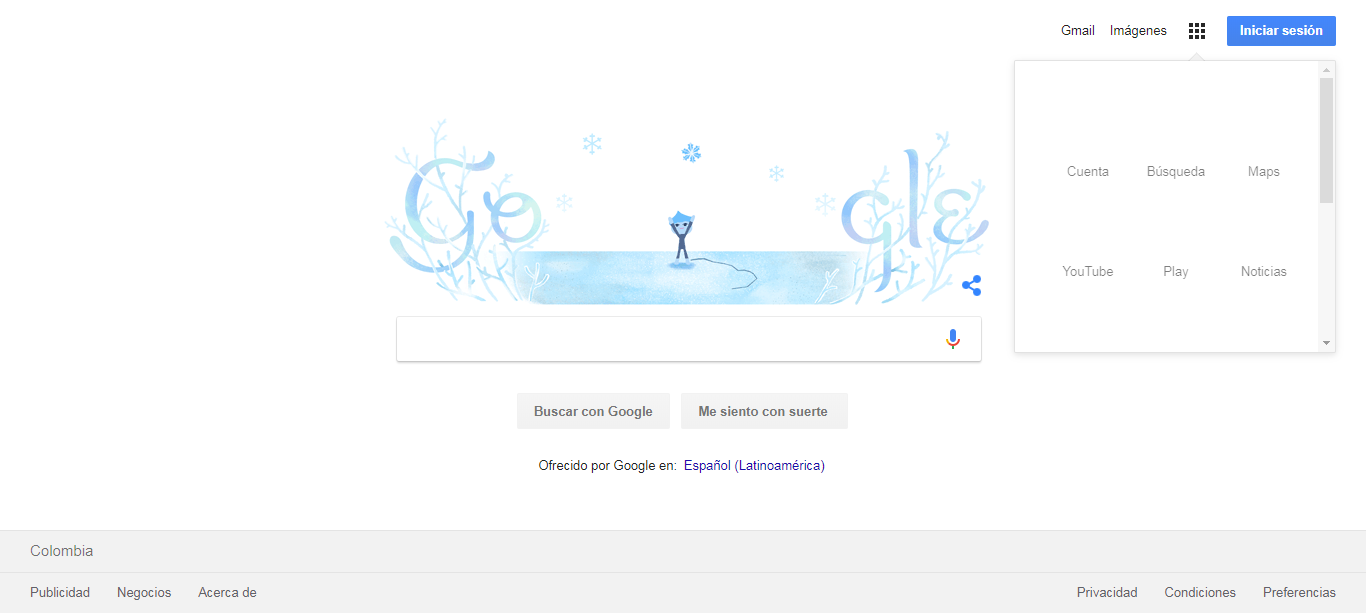 Gmail Imágenes Iniciar sesión
Google
Cuenta Búsqueda Maps
YouTube Play Noticias
Buscar con Google Me siento con suerte
Ofrecido por Google en: Español (Latinoamérica)
Colombia
Publicidad Negocios Acerca de Privacidad Condiciones Preferencias